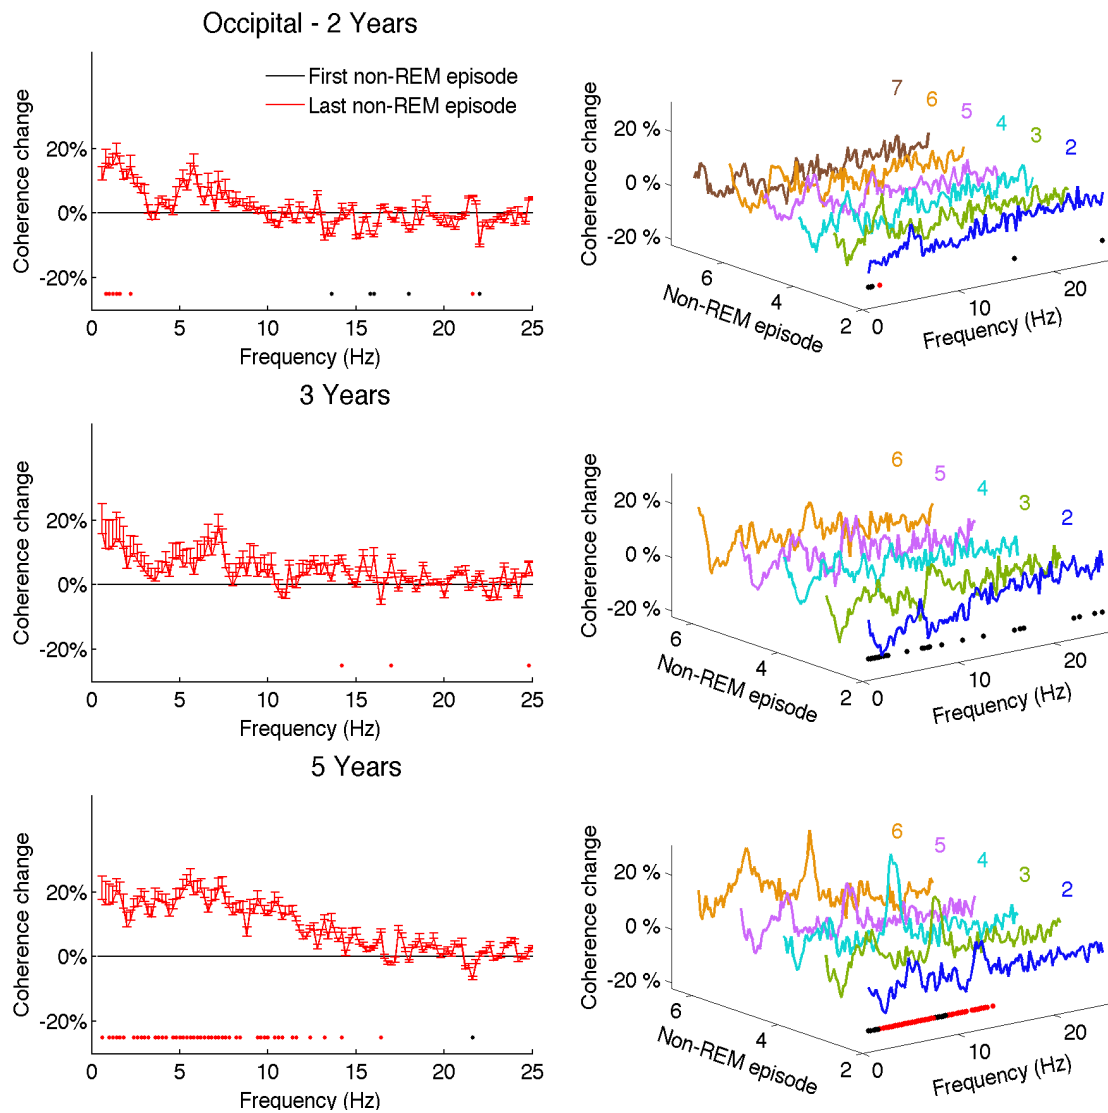 Occipital - 2 Years
First non-REM episode
Last non-REM episode
Coherence change
20%
0%
-20%
0 5 10 15 20 25
Frequency (Hz)
7 6 5 4 3 2
Coherence change
20 %
0 %
-20 %
6 4 2
Non-REM episode
0 10 20
Frequency (Hz)
3 Years
Coherence change
20%
0%
-20%
0 5 10 15 20 25
Frequency (Hz)
6 5 4 3 2
Coherence change
20 %
0 %
-20 %
6 4 2
Non-REM episode
0 10 20
Frequency (Hz)
5 Years
Coherence change
20%
0%
-20%
0 5 10 15 20 25
Frequency (Hz)
6 5 4 3 2
Coherence change
20 %
0 %
-20 %
6 4 2
Non-REM episode
0 10 20
Frequency (Hz)